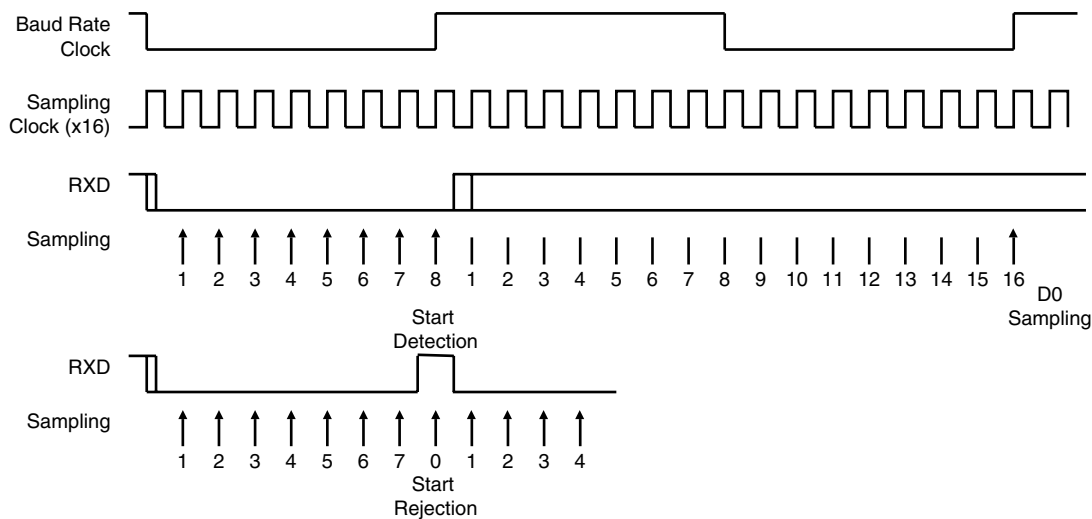 Baud Rate
Clock
Sampling
Clock (x16)
RXD
Sampling
1 2 3 4 5 6 7 8 1 2 3 4 5 6 7 8 9 10 11 12 13 14 15 16
D0
Sampling
Start
Detection
RXD
Sampling
1 2 3 4 5 6 7 0 1 2 3 4
Start
Rejection